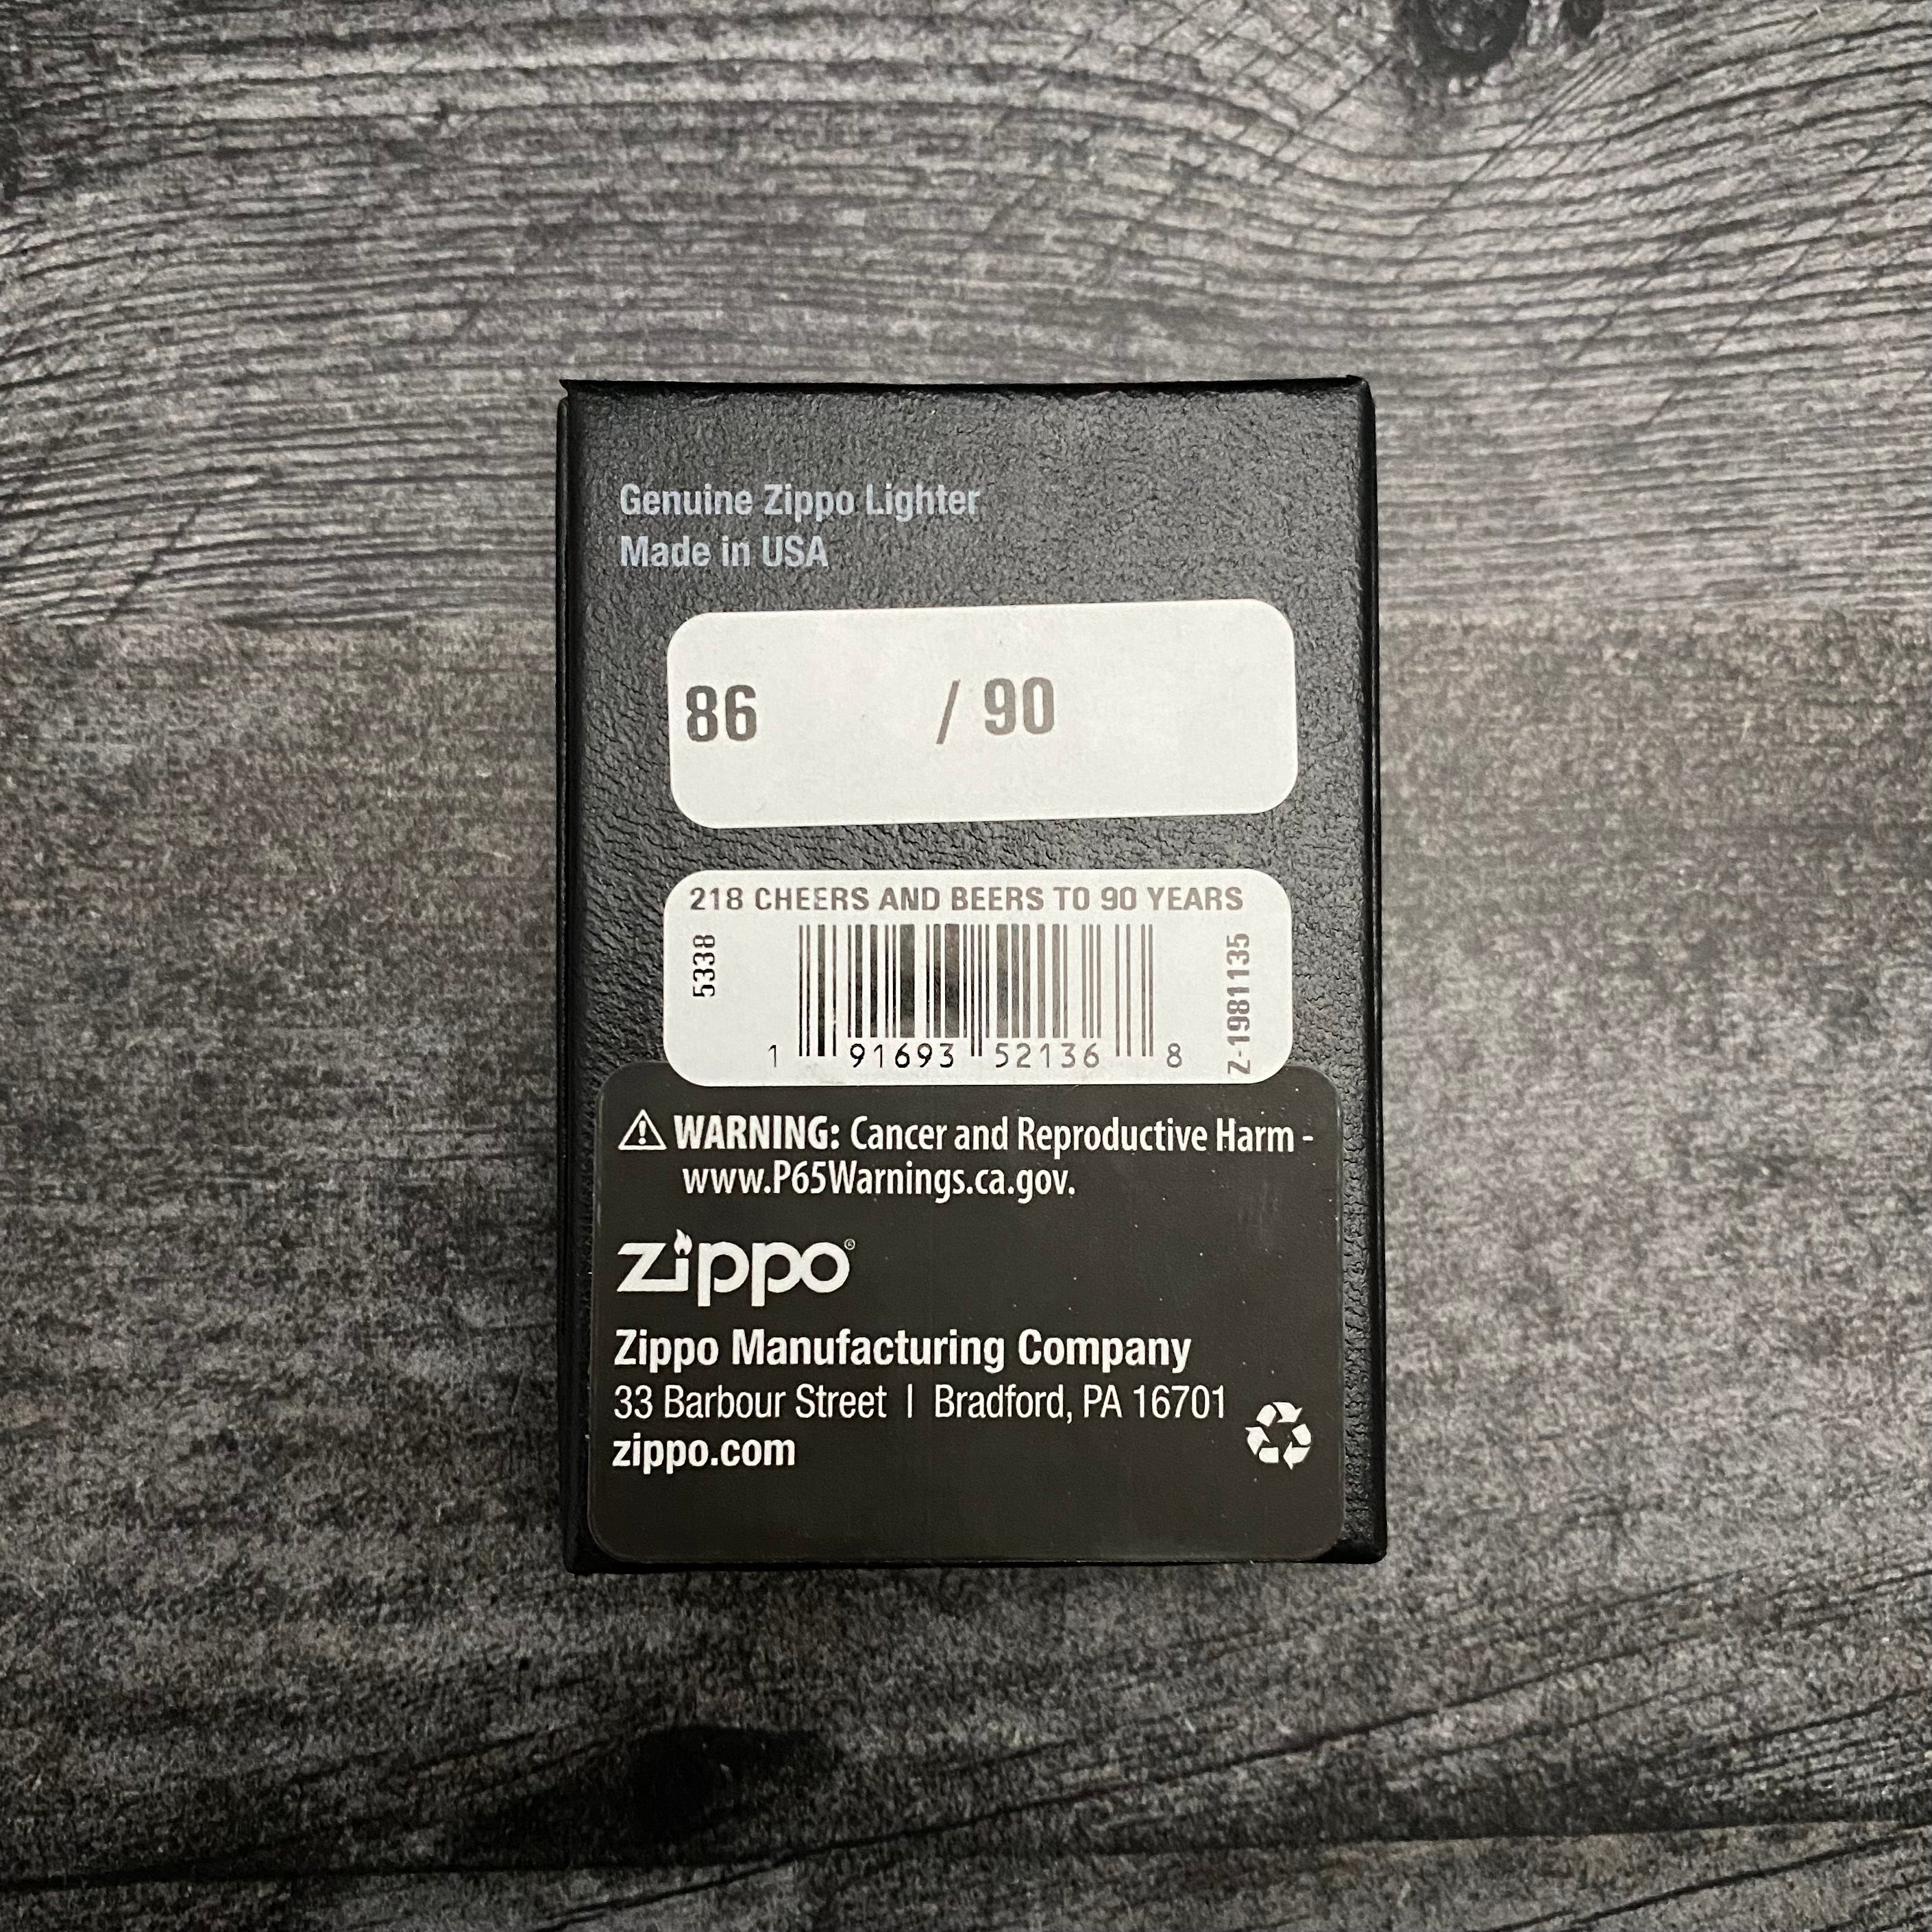 Genuine Zippo Lighter
Made in USA
86 / 90
218 CHEERS AND BEERS TO 90 YEARS
5338
Z-1981135
1 91693 52136 8
WARNING: Cancer and Reproductive Harm -
www.P65Warnings.ca.gov.
zippo®
Zippo Manufacturing Company
33 Barbour Street | Bradford, PA 16701
zippo.com